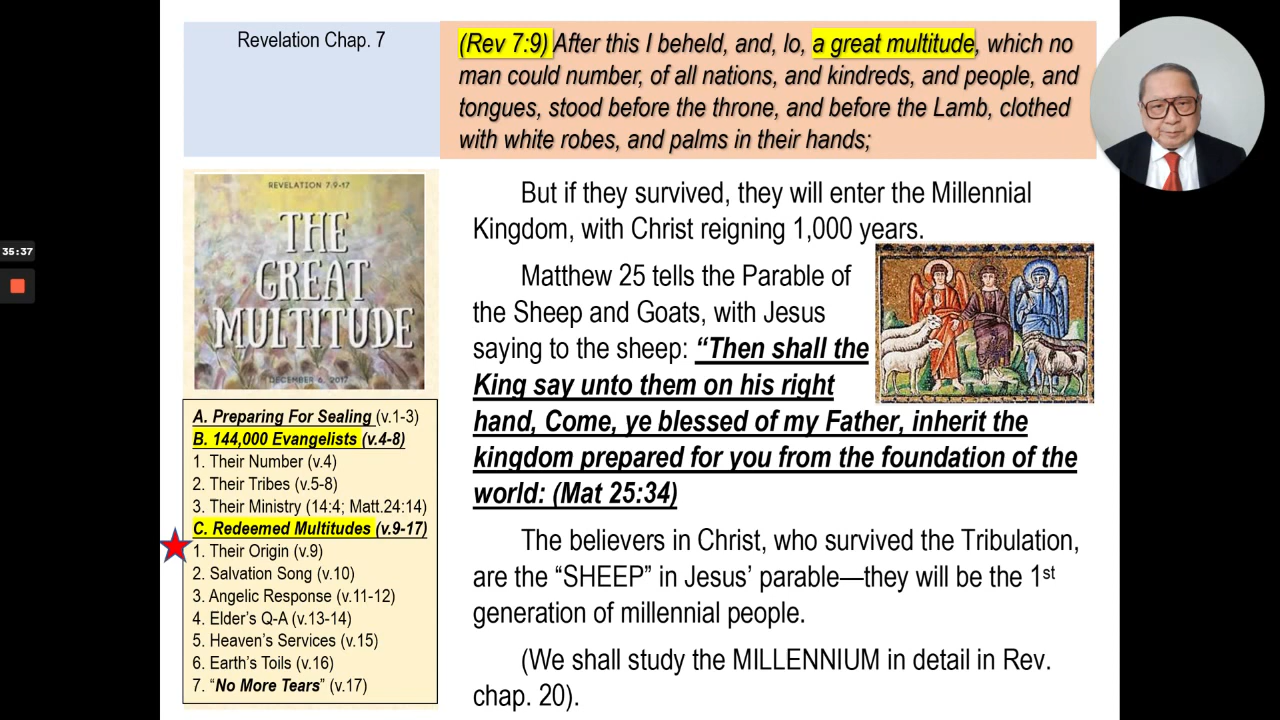 Revelation Chap. 7
(Rev 7:9) After this I beheld, and, lo, a great multitude, which no
man could number, of all nations, and kindreds, and people, and
tongues, stood before the throne, and before the Lamb, clothed
with white robes, and palms in their hands;
35:37
REVELATION 7:9-17
THE
GREAT
MULTITUDE
DECEMBER 6, 2017
A. Preparing For Sealing (v.1-3)
B. 144,000 Evangelists (v.4-8)
1. Their Number (v.4)
2. Their Tribes (v.5-8)
3. Their Ministry (14:4; Matt.24:14)
C. Redeemed Multitudes (v.9-17)
1. Their Origin (v.9)
2. Salvation Song (v.10)
3. Angelic Response (v.11-12)
4. Elder’s Q-A (v.13-14)
5. Heaven’s Services (v.15)
6. Earth’s Toils (v.16)
7. “No More Tears” (v.17)
But if they survived, they will enter the Millennial
Kingdom, with Christ reigning 1,000 years.
Matthew 25 tells the Parable of
the Sheep and Goats, with Jesus
saying to the sheep: “Then shall the
King say unto them on his right
hand, Come, ye blessed of my Father, inherit the
kingdom prepared for you from the foundation of the
world: (Mat 25:34)
The believers in Christ, who survived the Tribulation,
are the “SHEEP” in Jesus’ parable—they will be the 1st
generation of millennial people.
(We shall study the MILLENNIUM in detail in Rev.
chap. 20).